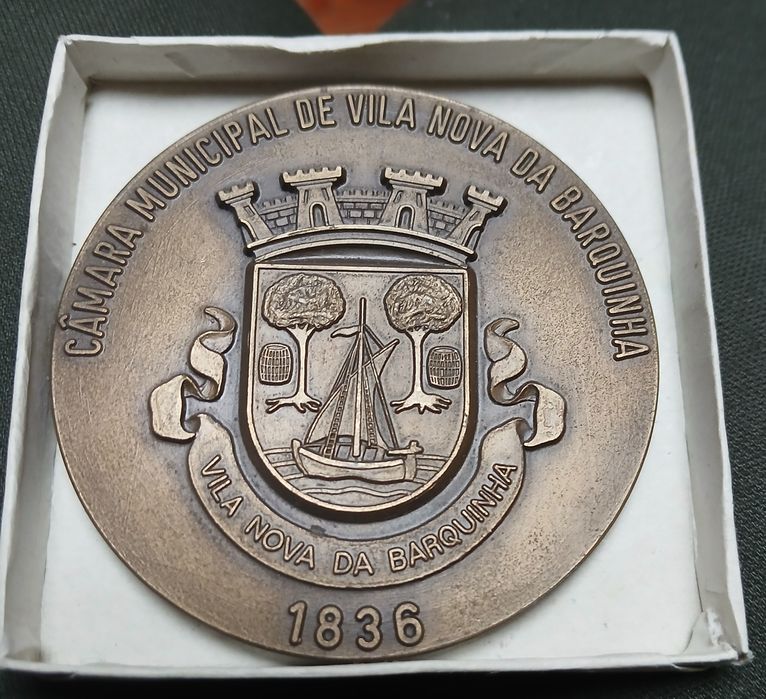 CÂMARA MUNICIPAL DE VILA NOVA DA BARQUINHA
VILA NOVA DA BARQUINHA
1836